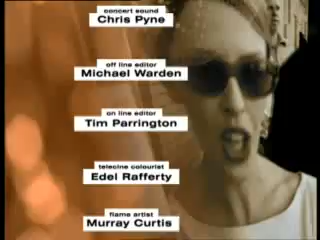 concert sound
Chris Pyne
off line editor
Michael Warden
on line editor
Tim Parrington
telecine colourist
Edel Rafferty
flame artist
Murray Curtis